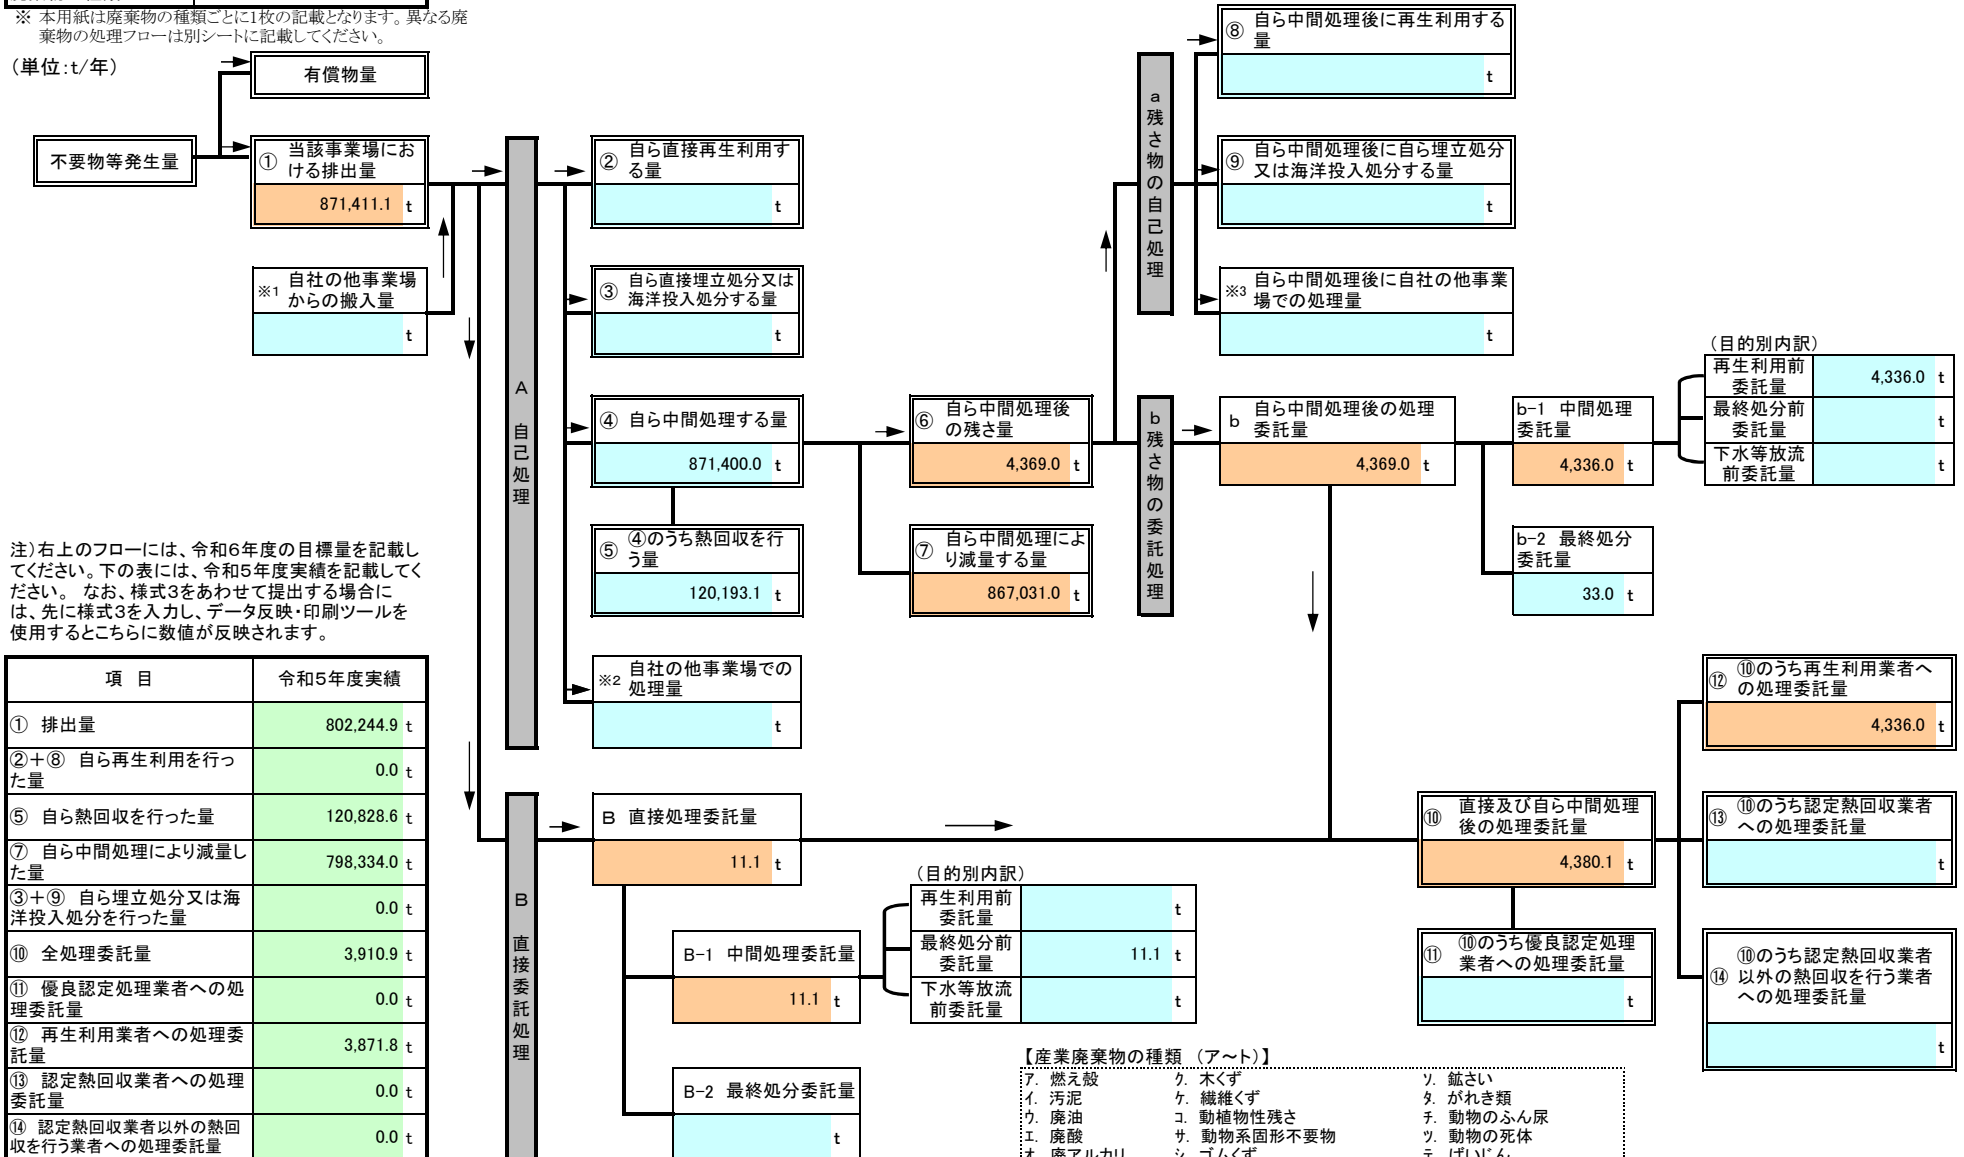 ※ 本用紙は廃棄物の種類ごとに1枚の記載となります。異なる廃
棄物の処理フローは別シートに記載してください。
(単位:t/年)
有償物量
不要物等発生量
① 当該事業場にお
ける排出量
871,411.1 t
※1 自社の他事業場
からの搬入量
t
A 自己処理
② 自ら直接再生利用す
る量
t
③ 自ら直接埋立処分又は
海洋投入処分する量
t
④ 自ら中間処理する量
871,400.0 t
⑤ ④のうち熱回収を行
う量
120,193.1 t
※2 自社の他事業場での
処理量
t
⑥ 自ら中間処理後
の残さ量
4,369.0 t
⑦ 自ら中間処理によ
り減量する量
867,031.0 t
a 残さ物の自己処理
⑧ 自ら中間処理後に再生利用する
量
t
⑨ 自ら中間処理後に自ら埋立処分
又は海洋投入処分する量
t
※3 自ら中間処理後に自社の他事業
場での処理量
t
b 残さ物の委託処理
b 自ら中間処理後の処理
委託量
4,369.0 t
b-1 中間処理
委託量
4,336.0 t
(目的別内訳)
再生利用前
委託量
4,336.0 t
最終処分前
委託量
t
下水等放流
前委託量
t
b-2 最終処分
委託量
33.0 t
注)右上のフローには、令和6年度の目標量を記載し
てください。下の表には、令和5年度実績を記載してく
ださい。 なお、様式3をあわせて提出する場合に
は、先に様式3を入力し、データ反映・印刷ツールを
使用するとこちらに数値が反映されます。
項 目 令和5年度実績
① 排出量 802,244.9 t
②+⑧ 自ら再生利用を行っ
た量 0.0 t
⑤ 自ら熱回収を行った量 120,828.6 t
⑦ 自ら中間処理により減量し
た量 798,334.0 t
③+⑨ 自ら埋立処分又は海
洋投入処分を行った量 0.0 t
⑩ 全処理委託量 3,910.9 t
⑪ 優良認定処理業者への処
理委託量 0.0 t
⑫ 再生利用業者への処理委
託量 3,871.8 t
⑬ 認定熱回収業者への処理
委託量 0.0 t
⑭ 認定熱回収業者以外の熱回
収を行う業者への処理委託量 0.0 t
B 直接委託処理
B 直接処理委託量
11.1 t
B-1 中間処理委託量
11.1 t
(目的別内訳)
再生利用前
委託量
t
最終処分前
委託量
11.1 t
下水等放流
前委託量
t
B-2 最終処分委託量
t
⑩ 直接及び自ら中間処理
後の処理委託量
4,380.1 t
⑪ ⑩のうち優良認定処理
業者への処理委託量
t
⑫ ⑩のうち再生利用業者へ
の処理委託量
4,336.0 t
⑬ ⑩のうち認定熱回収業者
への処理委託量
t
⑭ ⑩のうち認定熱回収業者
以外の熱回収を行う業者
への処理委託量
t
【産業廃棄物の種類 (ア~ト)】
ア. 燃え殻 ク. 木くず ソ. 鉱さい
イ. 汚泥 ケ. 繊維くず タ. がれき類
ウ. 廃油 コ. 動植物性残さ チ. 動物のふん尿
エ. 廃酸 サ. 動物系固形不要物 ツ. 動物の死体
オ. 廃アルカリ シ. ゴムくず テ. ばいじん